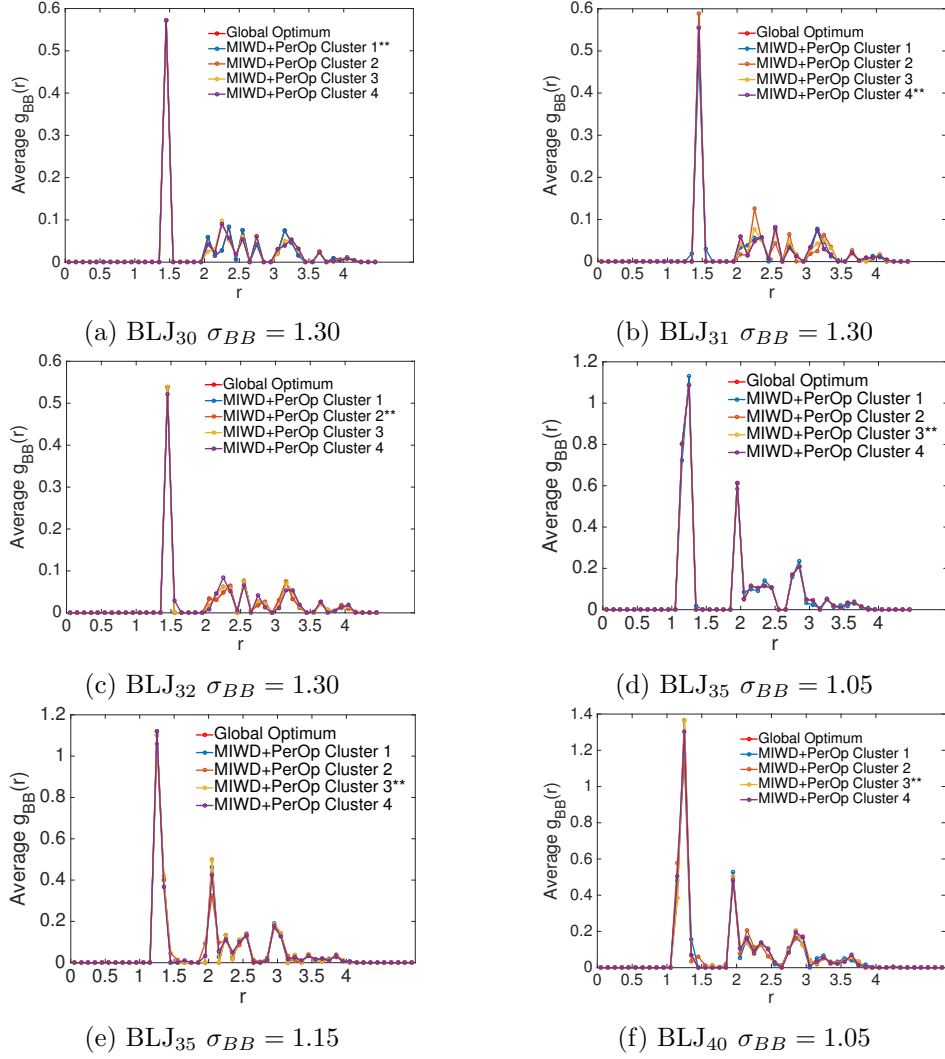 0.6
0.5
0.4
0.3
0.2
0.1
0
Average g_BB(r)
Global Optimum
MIWD+PerOp Cluster 1**
MIWD+PerOp Cluster 2
MIWD+PerOp Cluster 3
MIWD+PerOp Cluster 4
0 0.5 1 1.5 2 2.5 3 3.5 4
r
(a) BLJ₃₀ σ_BB = 1.30
0.6
0.5
0.4
0.3
0.2
0.1
0
Average g_BB(r)
Global Optimum
MIWD+PerOp Cluster 1
MIWD+PerOp Cluster 2
MIWD+PerOp Cluster 3
MIWD+PerOp Cluster 4**
0 0.5 1 1.5 2 2.5 3 3.5 4
r
(b) BLJ₃₁ σ_BB = 1.30
0.6
0.5
0.4
0.3
0.2
0.1
0
Average g_BB(r)
Global Optimum
MIWD+PerOp Cluster 1
MIWD+PerOp Cluster 2**
MIWD+PerOp Cluster 3
MIWD+PerOp Cluster 4
0 0.5 1 1.5 2 2.5 3 3.5 4
r
(c) BLJ₃₂ σ_BB = 1.30
1.2
1
0.8
0.6
0.4
0.2
0
Average g_BB(r)
Global Optimum
MIWD+PerOp Cluster 1
MIWD+PerOp Cluster 2
MIWD+PerOp Cluster 3**
MIWD+PerOp Cluster 4
0 0.5 1 1.5 2 2.5 3 3.5 4
r
(d) BLJ₃₅ σ_BB = 1.05
1.2
1
0.8
0.6
0.4
0.2
0
Average g_BB(r)
Global Optimum
MIWD+PerOp Cluster 1
MIWD+PerOp Cluster 2
MIWD+PerOp Cluster 3**
MIWD+PerOp Cluster 4
0 0.5 1 1.5 2 2.5 3 3.5 4
r
(e) BLJ₃₅ σ_BB = 1.15
1.4
1.2
1
0.8
0.6
0.4
0.2
0
Average g_BB(r)
Global Optimum
MIWD+PerOp Cluster 1
MIWD+PerOp Cluster 2
MIWD+PerOp Cluster 3**
MIWD+PerOp Cluster 4
0 0.5 1 1.5 2 2.5 3 3.5 4
r
(f) BLJ₄₀ σ_BB = 1.05